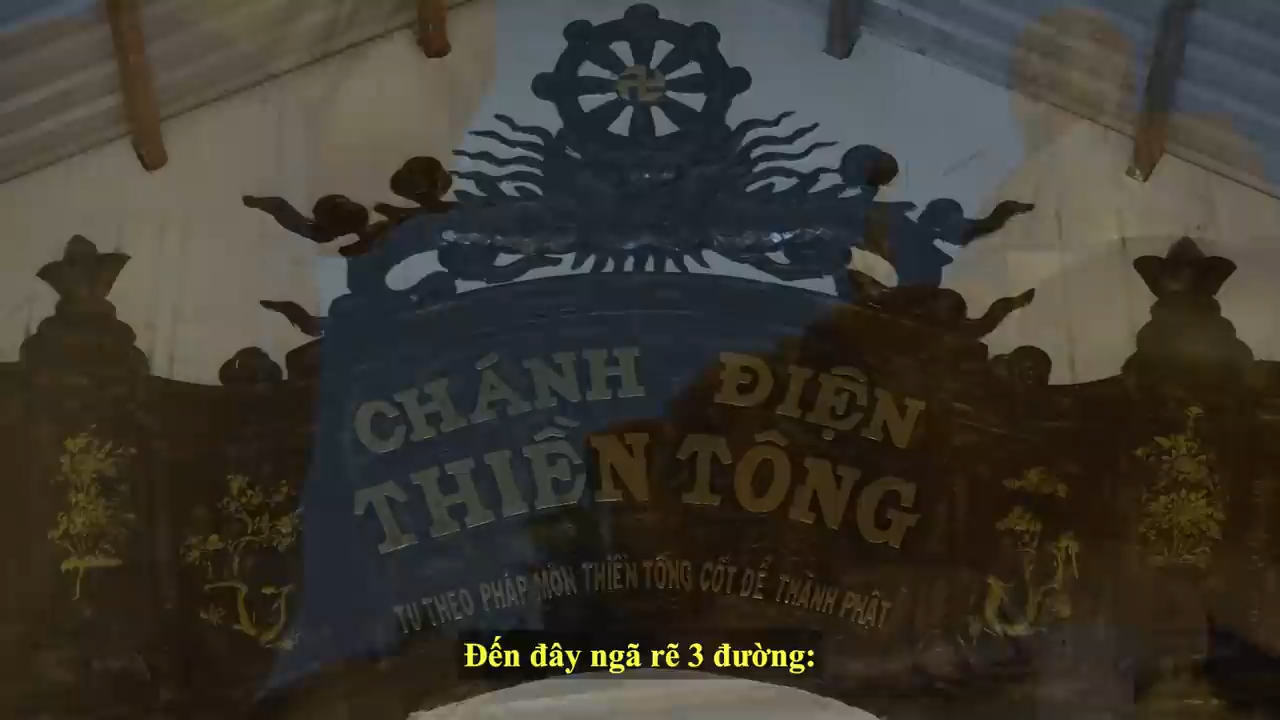 CHÁNH ĐIỆN
THIỀN TÔNG
TU THEO PHÁP MÔN THIỀN TÔNG CỐT ĐỂ THÀNH PHẬT
Đến đây ngã rẽ 3 đường: